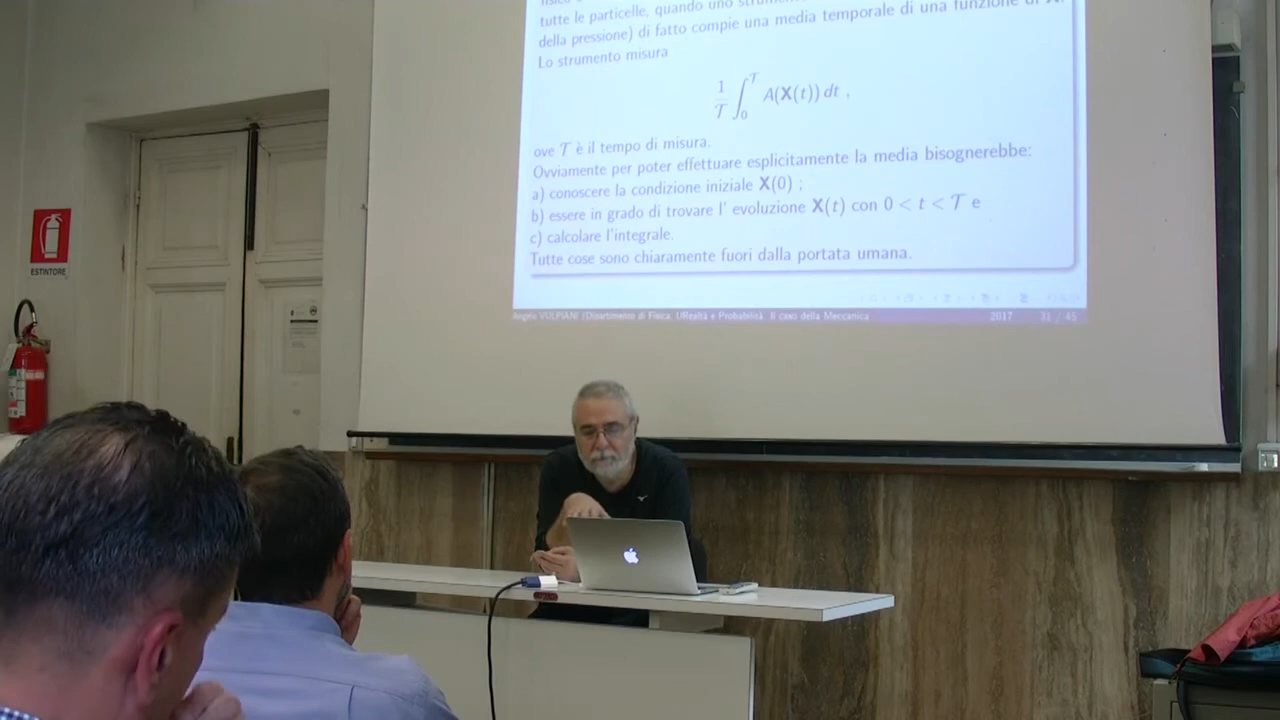 tutte le particelle, quando uno
della pressione) di fatto compie una media temporale di una funzione di X.
Lo strumento misura
1/𝒯 ∫₀^𝒯 A(X(t)) dt ,
ove 𝒯 è il tempo di misura.
Ovviamente per poter effettuare esplicitamente la media bisognerebbe:
a) conoscere la condizione iniziale X(0) ;
b) essere in grado di trovare l' evoluzione X(t) con 0 < t < 𝒯 e
c) calcolare l'integrale.
Tutte cose sono chiaramente fuori dalla portata umana.
Angelo VULPIANI (Dipartimento di Fisica, Realtà e Probabilità. Il caso della Meccanica 2017 31 / 45
ESTINTORE